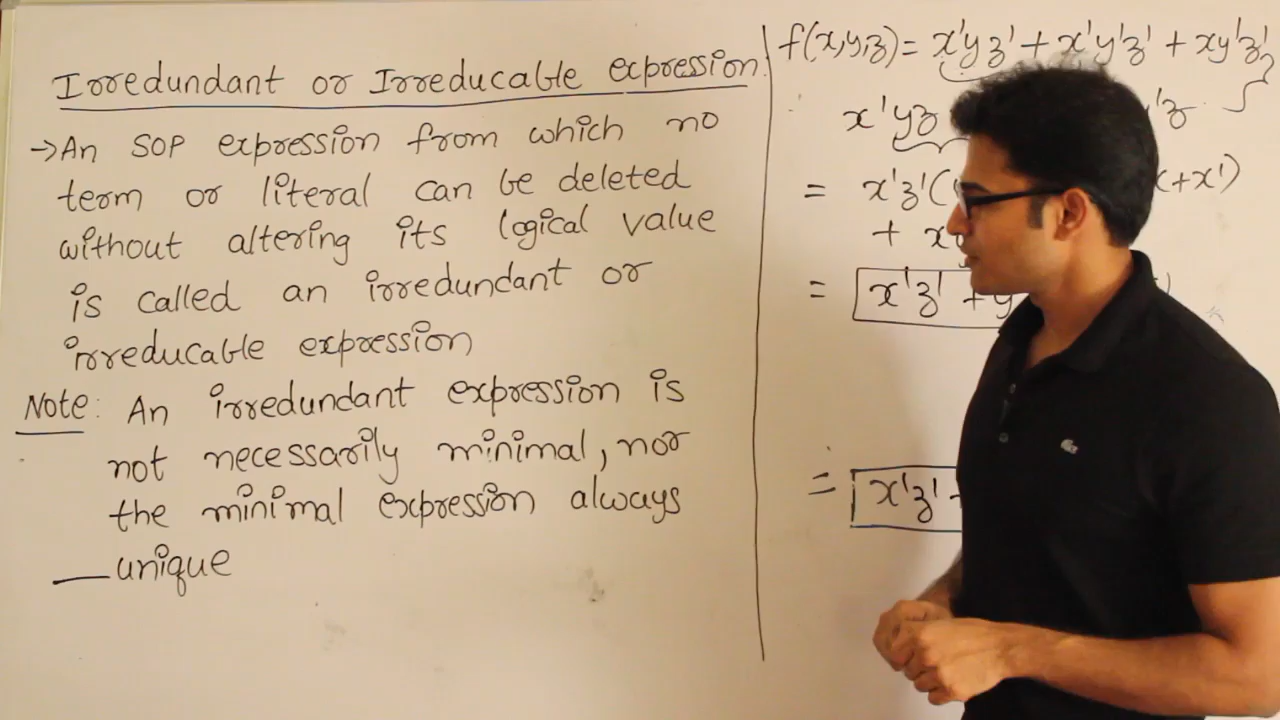 Irredundant or Irreducable expression
→An SOP expression from which no
term or literal can be deleted
without altering its logical value
is called an irredundant or
irreducable expression
Note: An irredundant expression is
not necessarily minimal, nor
the minimal expression always
unique
f(x,y,z) = x'yz' + x'y'z' + xy'z'
x'yz 'z
= x'z'( x+x')
+ x
= x'z' + y
= x'z' +